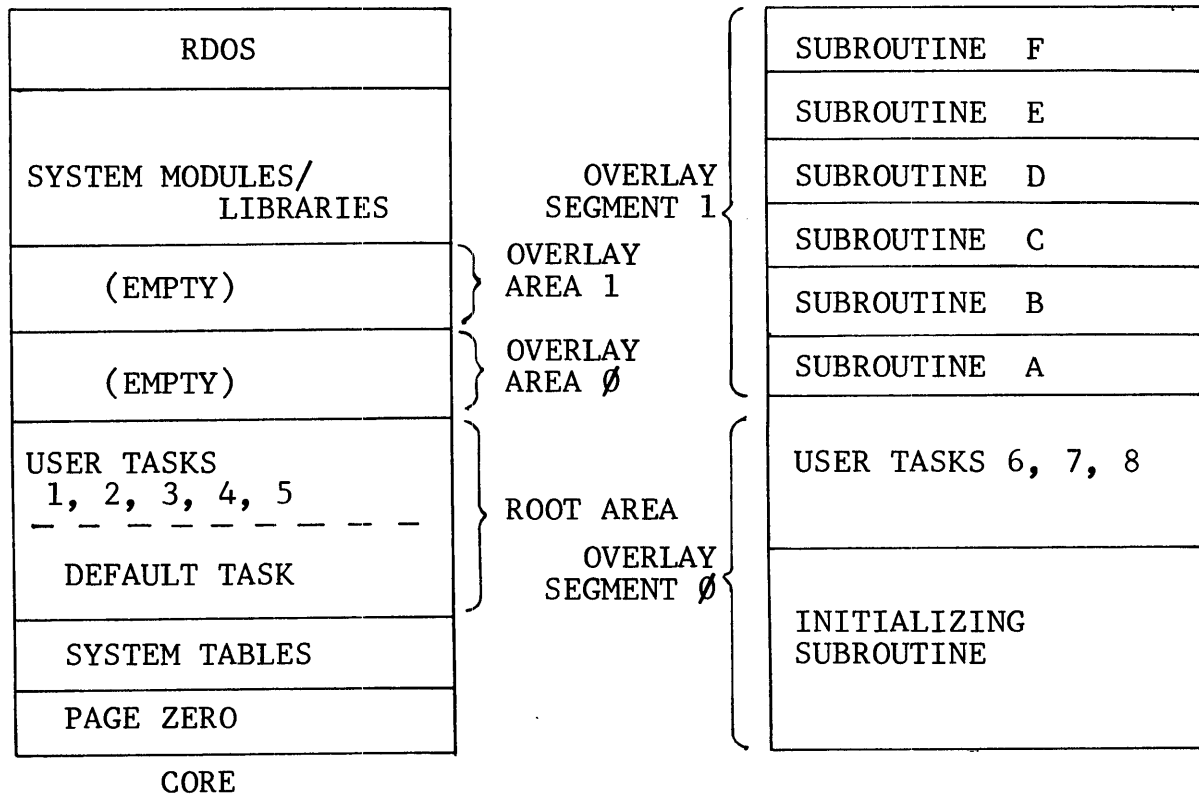 RDOS
SYSTEM MODULES/
LIBRARIES
(EMPTY)
(EMPTY)
USER TASKS
1, 2, 3, 4, 5
DEFAULT TASK
SYSTEM TABLES
PAGE ZERO
CORE
OVERLAY
AREA 1
OVERLAY
AREA Ø
ROOT AREA
OVERLAY
SEGMENT 1
OVERLAY
SEGMENT Ø
SUBROUTINE F
SUBROUTINE E
SUBROUTINE D
SUBROUTINE C
SUBROUTINE B
SUBROUTINE A
USER TASKS 6, 7, 8
INITIALIZING
SUBROUTINE